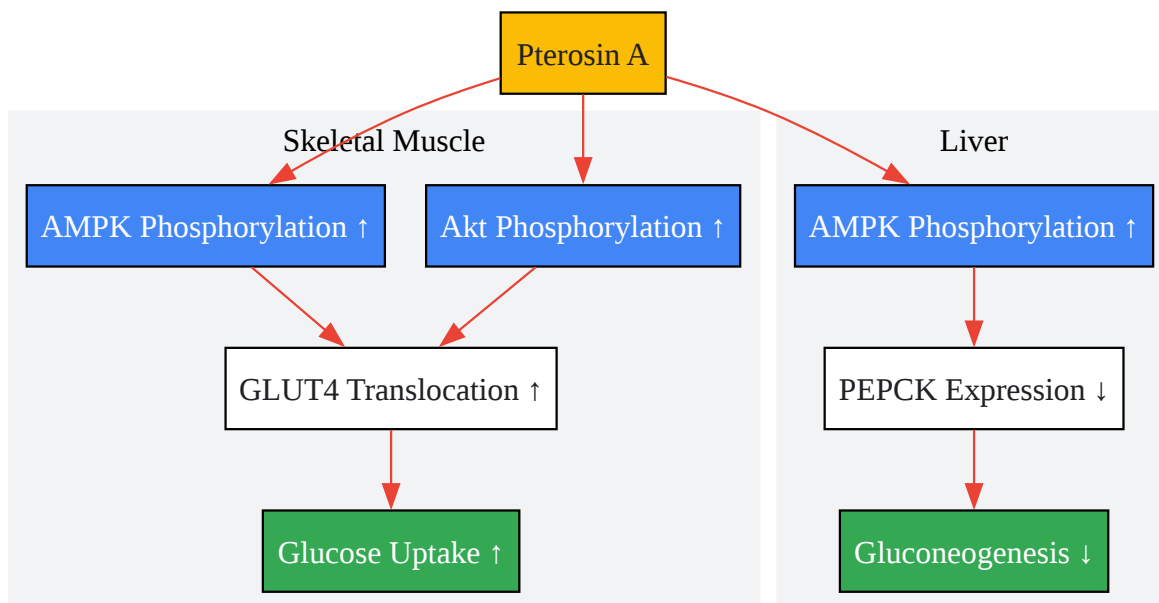 Pterosin A
Skeletal Muscle
Liver
AMPK Phosphorylation ↑
Akt Phosphorylation ↑
AMPK Phosphorylation ↑
GLUT4 Translocation ↑
PEPCK Expression ↓
Glucose Uptake ↑
Gluconeogenesis ↓